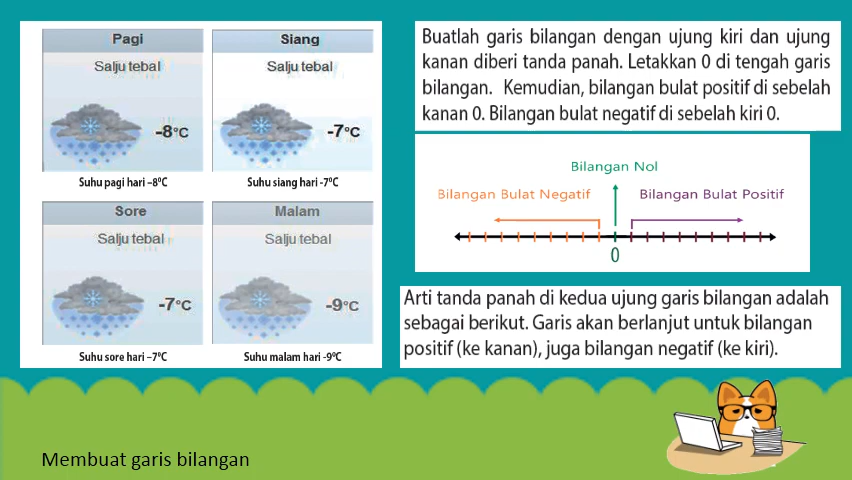 Pagi
Salju tebal
-8°C
Suhu pagi hari –8⁰C
Siang
Salju tebal
-7°C
Suhu siang hari -7⁰C
Sore
Salju tebal
-7°C
Suhu sore hari –7⁰C
Malam
Salju tebal
-9°C
Suhu malam hari -9⁰C
Buatlah garis bilangan dengan ujung kiri dan ujung
kanan diberi tanda panah. Letakkan 0 di tengah garis
bilangan. Kemudian, bilangan bulat positif di sebelah
kanan 0. Bilangan bulat negatif di sebelah kiri 0.
Bilangan Nol
Bilangan Bulat Negatif
Bilangan Bulat Positif
0
Arti tanda panah di kedua ujung garis bilangan adalah
sebagai berikut. Garis akan berlanjut untuk bilangan
positif (ke kanan), juga bilangan negatif (ke kiri).
Membuat garis bilangan